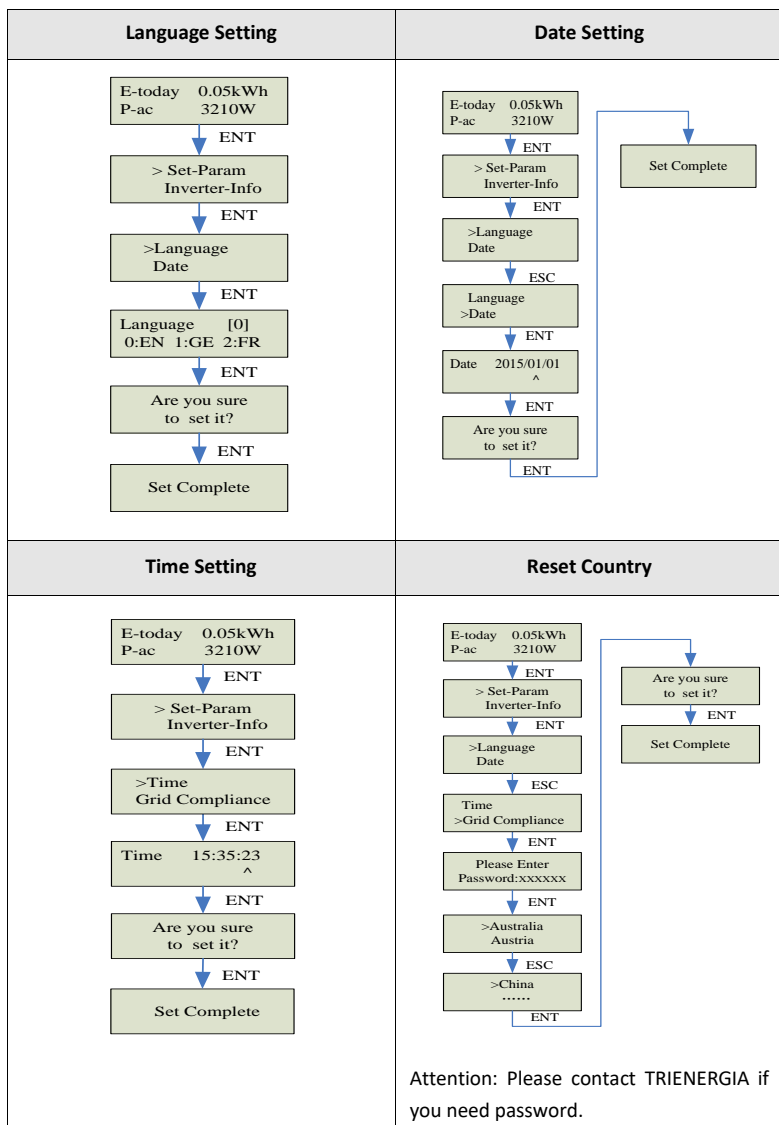 Language Setting
E-today 0.05kWh
P-ac 3210W
ENT
> Set-Param
Inverter-Info
ENT
>Language
Date
ENT
Language [0]
0:EN 1:GE 2:FR
ENT
Are you sure
to set it?
ENT
Set Complete
Date Setting
E-today 0.05kWh
P-ac 3210W
ENT
> Set-Param
Inverter-Info
ENT
>Language
Date
ESC
Language
>Date
ENT
Date 2015/01/01
^
ENT
Are you sure
to set it?
ENT
Set Complete
Time Setting
E-today 0.05kWh
P-ac 3210W
ENT
> Set-Param
Inverter-Info
ENT
>Time
Grid Compliance
ENT
Time 15:35:23
^
ENT
Are you sure
to set it?
ENT
Set Complete
Reset Country
E-today 0.05kWh
P-ac 3210W
ENT
> Set-Param
Inverter-Info
ENT
>Language
Date
ESC
Time
>Grid Compliance
ENT
Please Enter
Password:xxxxxx
ENT
>Australia
Austria
ESC
>China
......
ENT
Are you sure
to set it?
ENT
Set Complete
Attention: Please contact TRIENERGIA if
you need password.